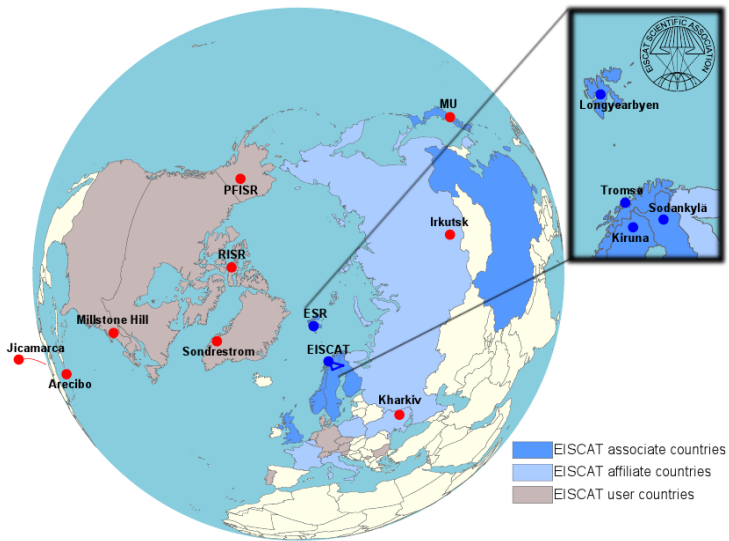 EISCAT SCIENTIFIC ASSOCIATION
MU
Longyearbyen
PFISR
Tromsø
Sodankylä
Kiruna
Irkutsk
RISR
ESR
Millstone Hill
Jicamarca
Sondrestrom
EISCAT
Arecibo
Kharkiv
EISCAT associate countries
EISCAT affiliate countries
EISCAT user countries